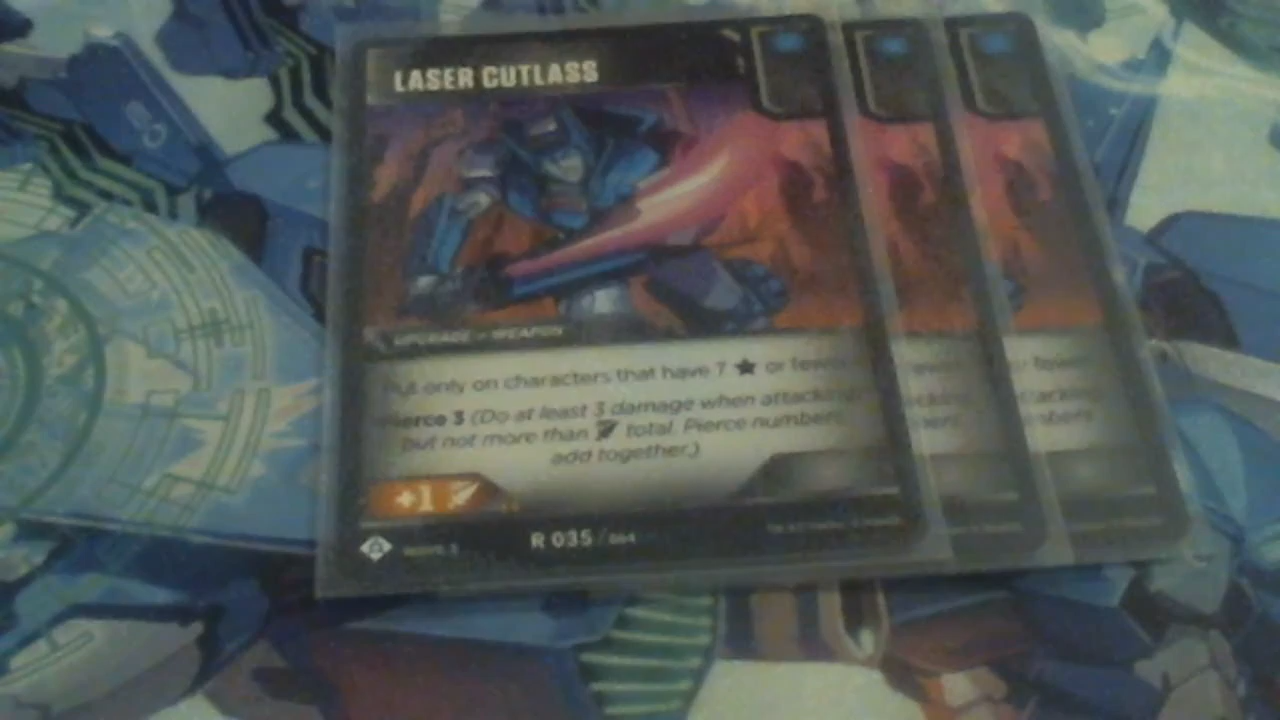 LASER CUTLASS
UPGRADE - WEAPON
Put only on characters that have 7 ★ or fewer
Pierce 3 (Do at least 3 damage when attacking
but not more than total. Pierce numbers
add together.)
+1
R 035 / 064